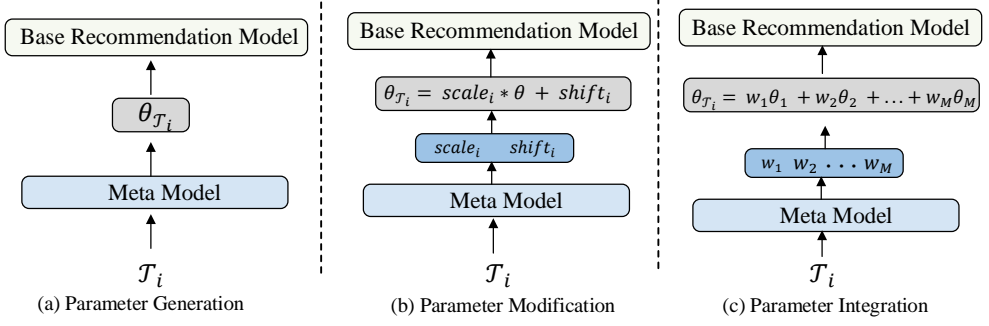 Base Recommendation Model
θ_{𝒯_i}
Meta Model
𝒯_i
(a) Parameter Generation
Base Recommendation Model
θ_{𝒯_i} = scale_i * θ + shift_i
scale_i shift_i
Meta Model
𝒯_i
(b) Parameter Modification
Base Recommendation Model
θ_{𝒯_i} = w_1θ_1 + w_2θ_2 + ... + w_Mθ_M
w_1 w_2 ... w_M
Meta Model
𝒯_i
(c) Parameter Integration